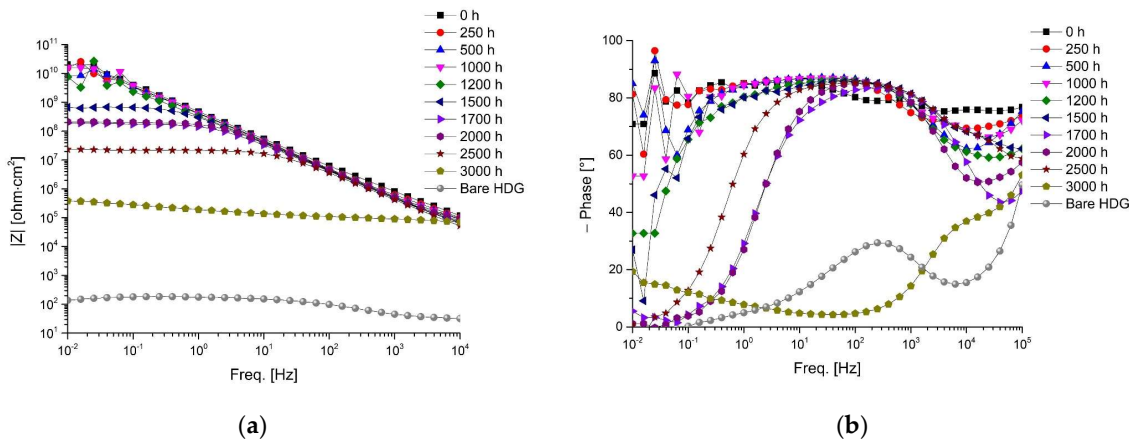 10¹¹
10¹⁰
10⁹
10⁸
10⁷
10⁶
10⁵
10⁴
10³
10²
10¹
|Z| [ohm·cm²]
10⁻² 10⁻¹ 10⁰ 10¹ 10² 10³ 10⁴
Freq. [Hz]
0 h
250 h
500 h
1000 h
1200 h
1500 h
1700 h
2000 h
2500 h
3000 h
Bare HDG
(a)
100
80
60
40
20
0
– Phase [°]
10⁻² 10⁻¹ 10⁰ 10¹ 10² 10³ 10⁴ 10⁵
Freq. [Hz]
0 h
250 h
500 h
1000 h
1200 h
1500 h
1700 h
2000 h
2500 h
3000 h
Bare HDG
(b)